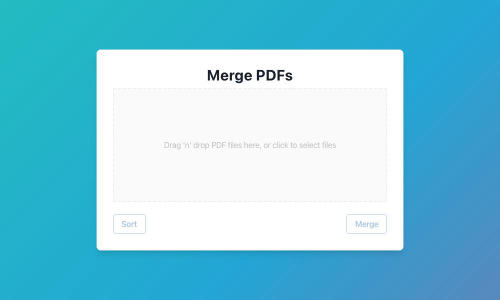 Merge PDFs
Drag 'n' drop PDF files here, or click to select files
Sort
Merge